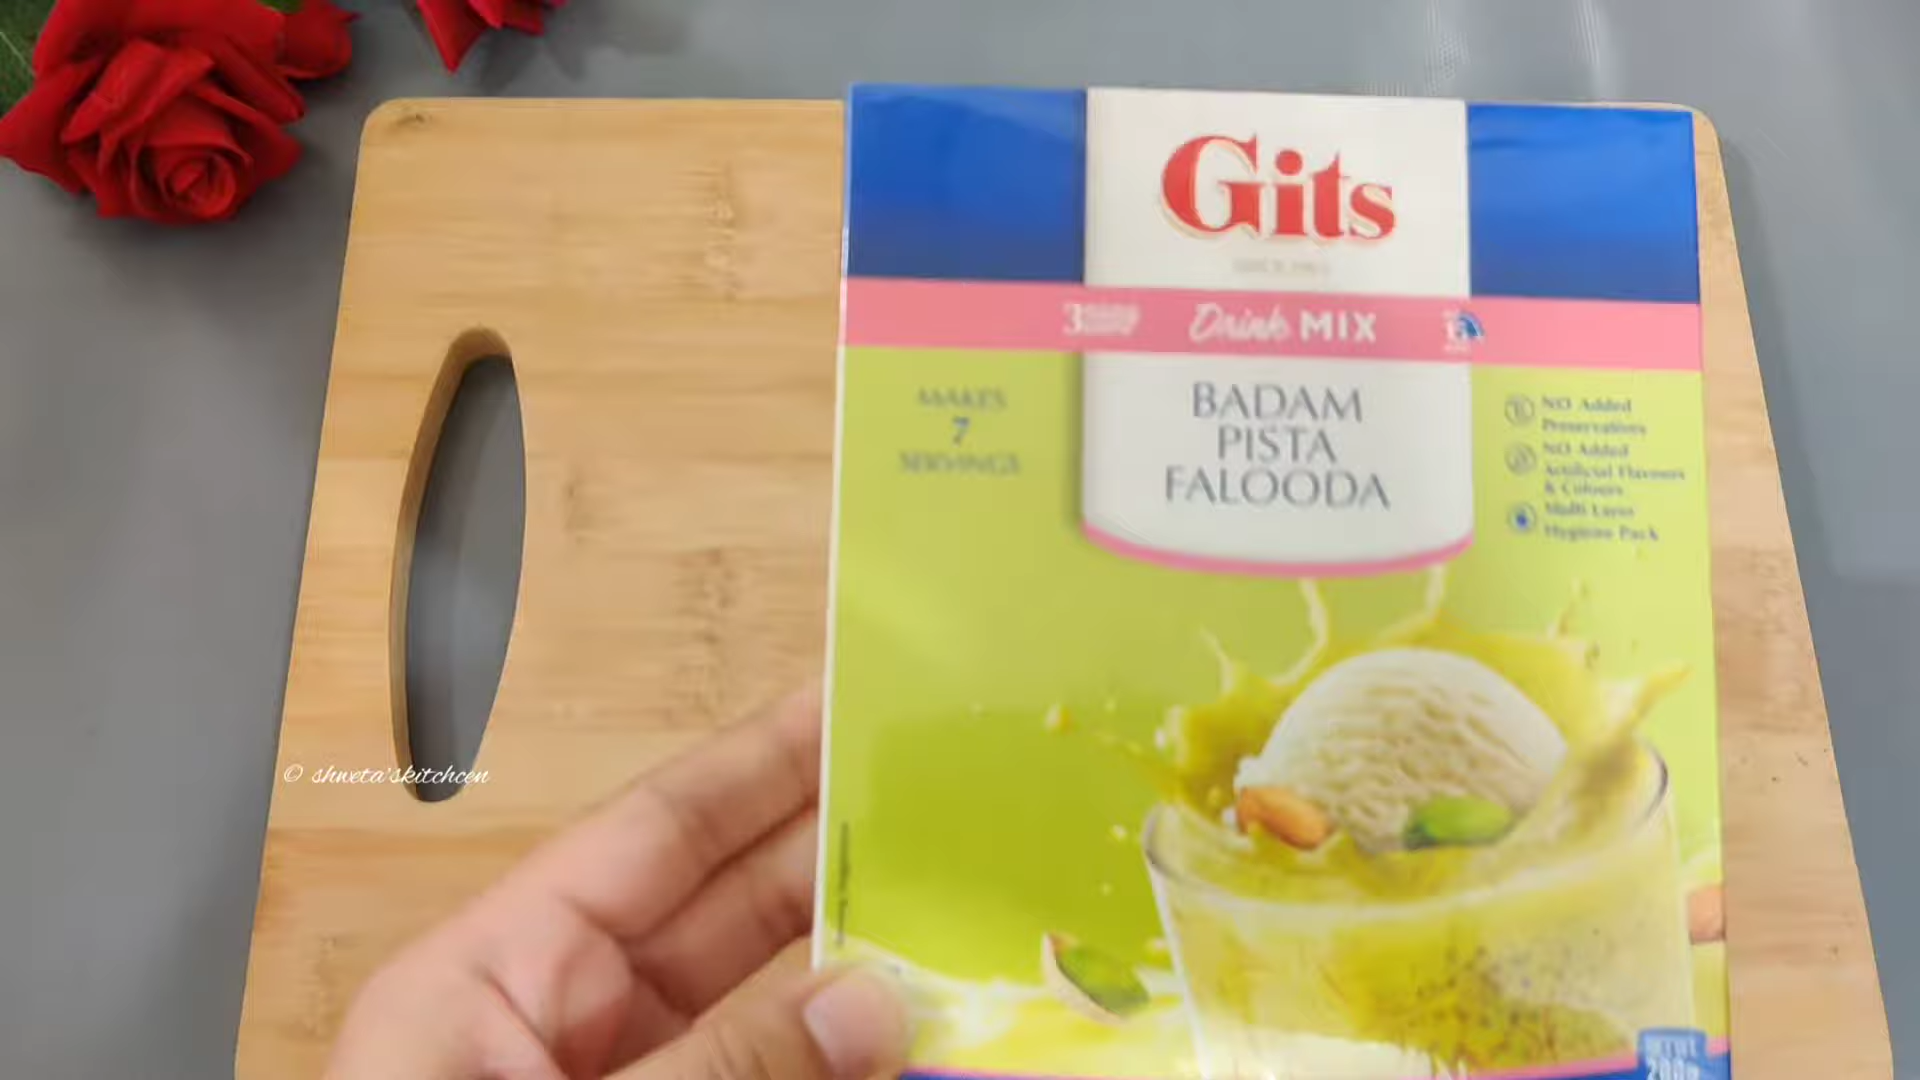 Gits
Drink MIX
BADAM
PISTA
FALOODA
MAKES
7
SERVINGS
NO Added
Preservatives
NO Added
Artificial Flavours
& Colours
Multi Layer
Hygiene Pack
© shweta'skitchcen